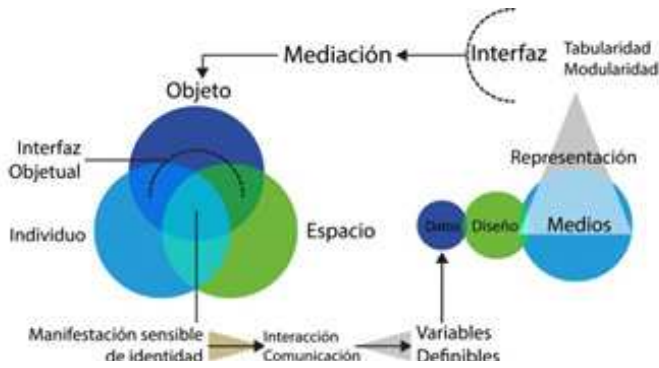 Mediación
Interfaz
Tabularidad
Modularidad
Objeto
Interfaz
Objetual
Representación
Individuo
Espacio
Datos
Diseño
Medios
Manifestación sensible
de identidad
Interacción
Comunicación
Variables
Definibles